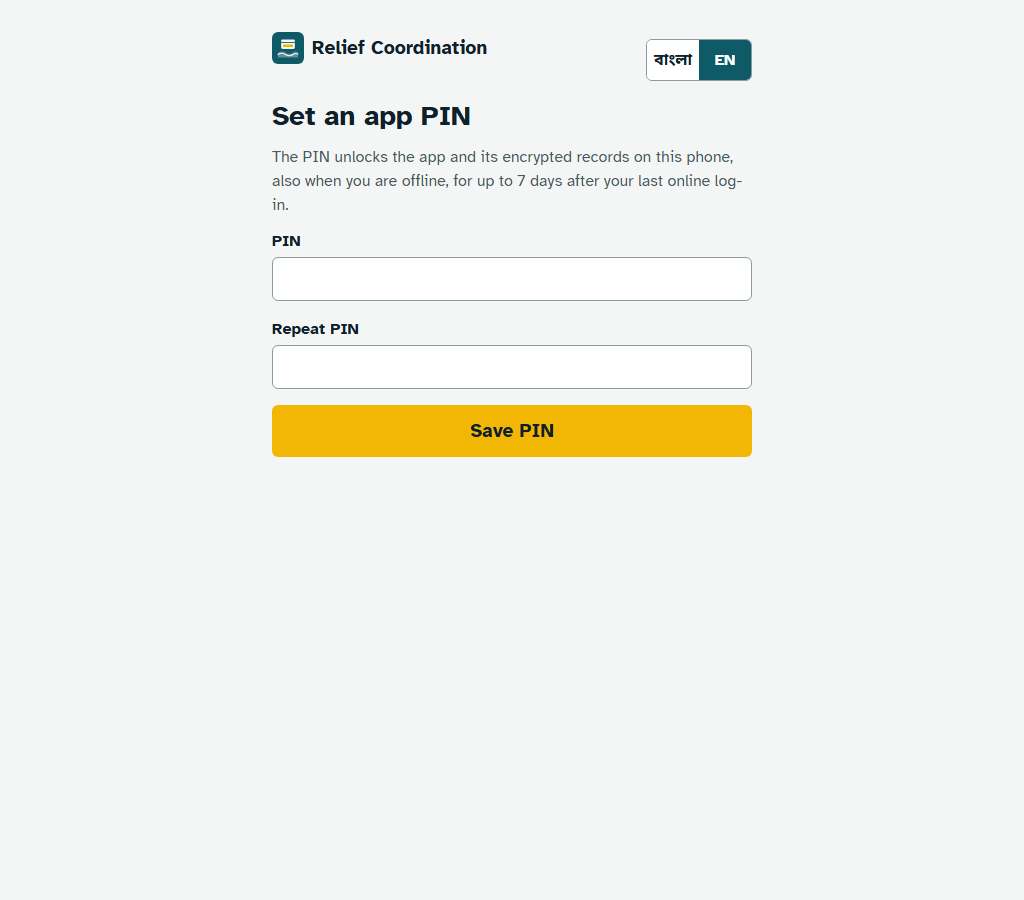 Relief Coordination
বাংলা EN
Set an app PIN
The PIN unlocks the app and its encrypted records on this phone,
also when you are offline, for up to 7 days after your last online log-
in.
PIN
Repeat PIN
Save PIN